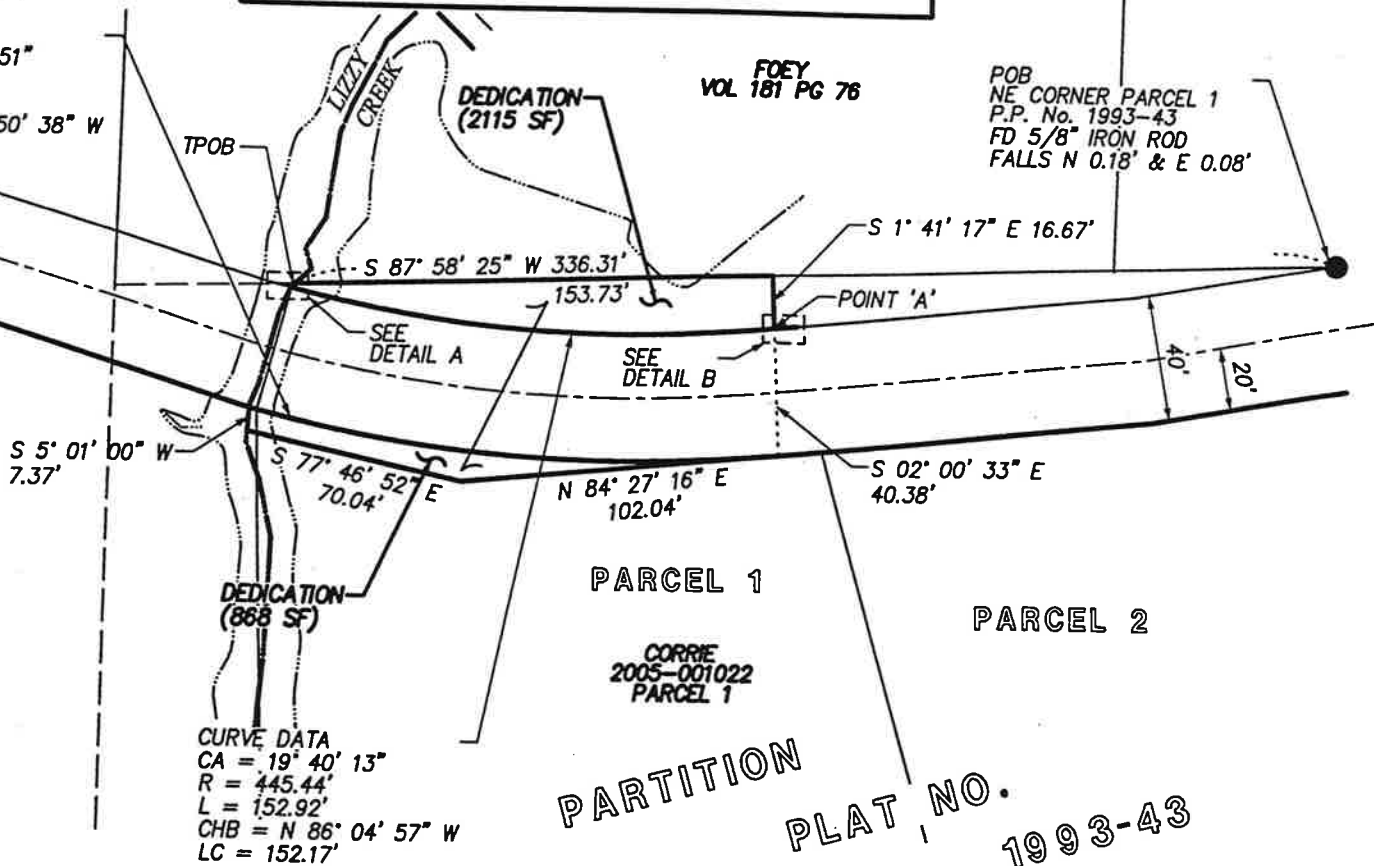 51"
50' 38" W
LIZZY
CREEK
TPOB
DEDICATION
(2115 SF)
FOEY
VOL 181 PG 76
POB
NE CORNER PARCEL 1
P.P. No. 1993-43
FD 5/8" IRON ROD
FALLS N 0.18' & E 0.08'
S 1° 41' 17" E 16.67'
S 87° 58' 25" W 336.31'
153.73'
POINT 'A'
SEE
DETAIL A
SEE
DETAIL B
40'
20'
S 5° 01' 00" W
7.37'
S 77° 46' 52" E
70.04'
N 84° 27' 16" E
102.04'
S 02° 00' 33" E
40.38'
DEDICATION
(868 SF)
PARCEL 1
PARCEL 2
CORRIE
2005-001022
PARCEL 1
CURVE DATA
CA = 19° 40' 13"
R = 445.44'
L = 152.92'
CHB = N 86° 04' 57" W
LC = 152.17'
PARTITION
PLAT NO.
1993-43